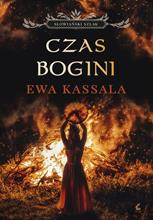 SŁOWIAŃSKI SZLAK
CZAS
BOGINI
EWA KASSALA